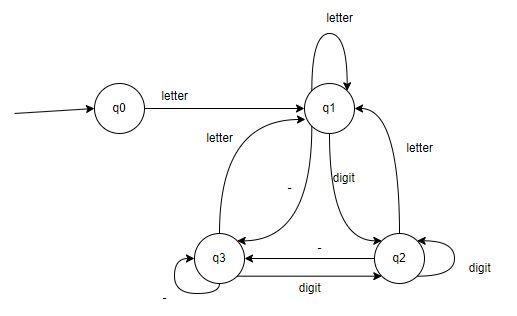 letter
letter
q0
q1
letter
letter
-
digit
-
q3
q2
digit
digit
-